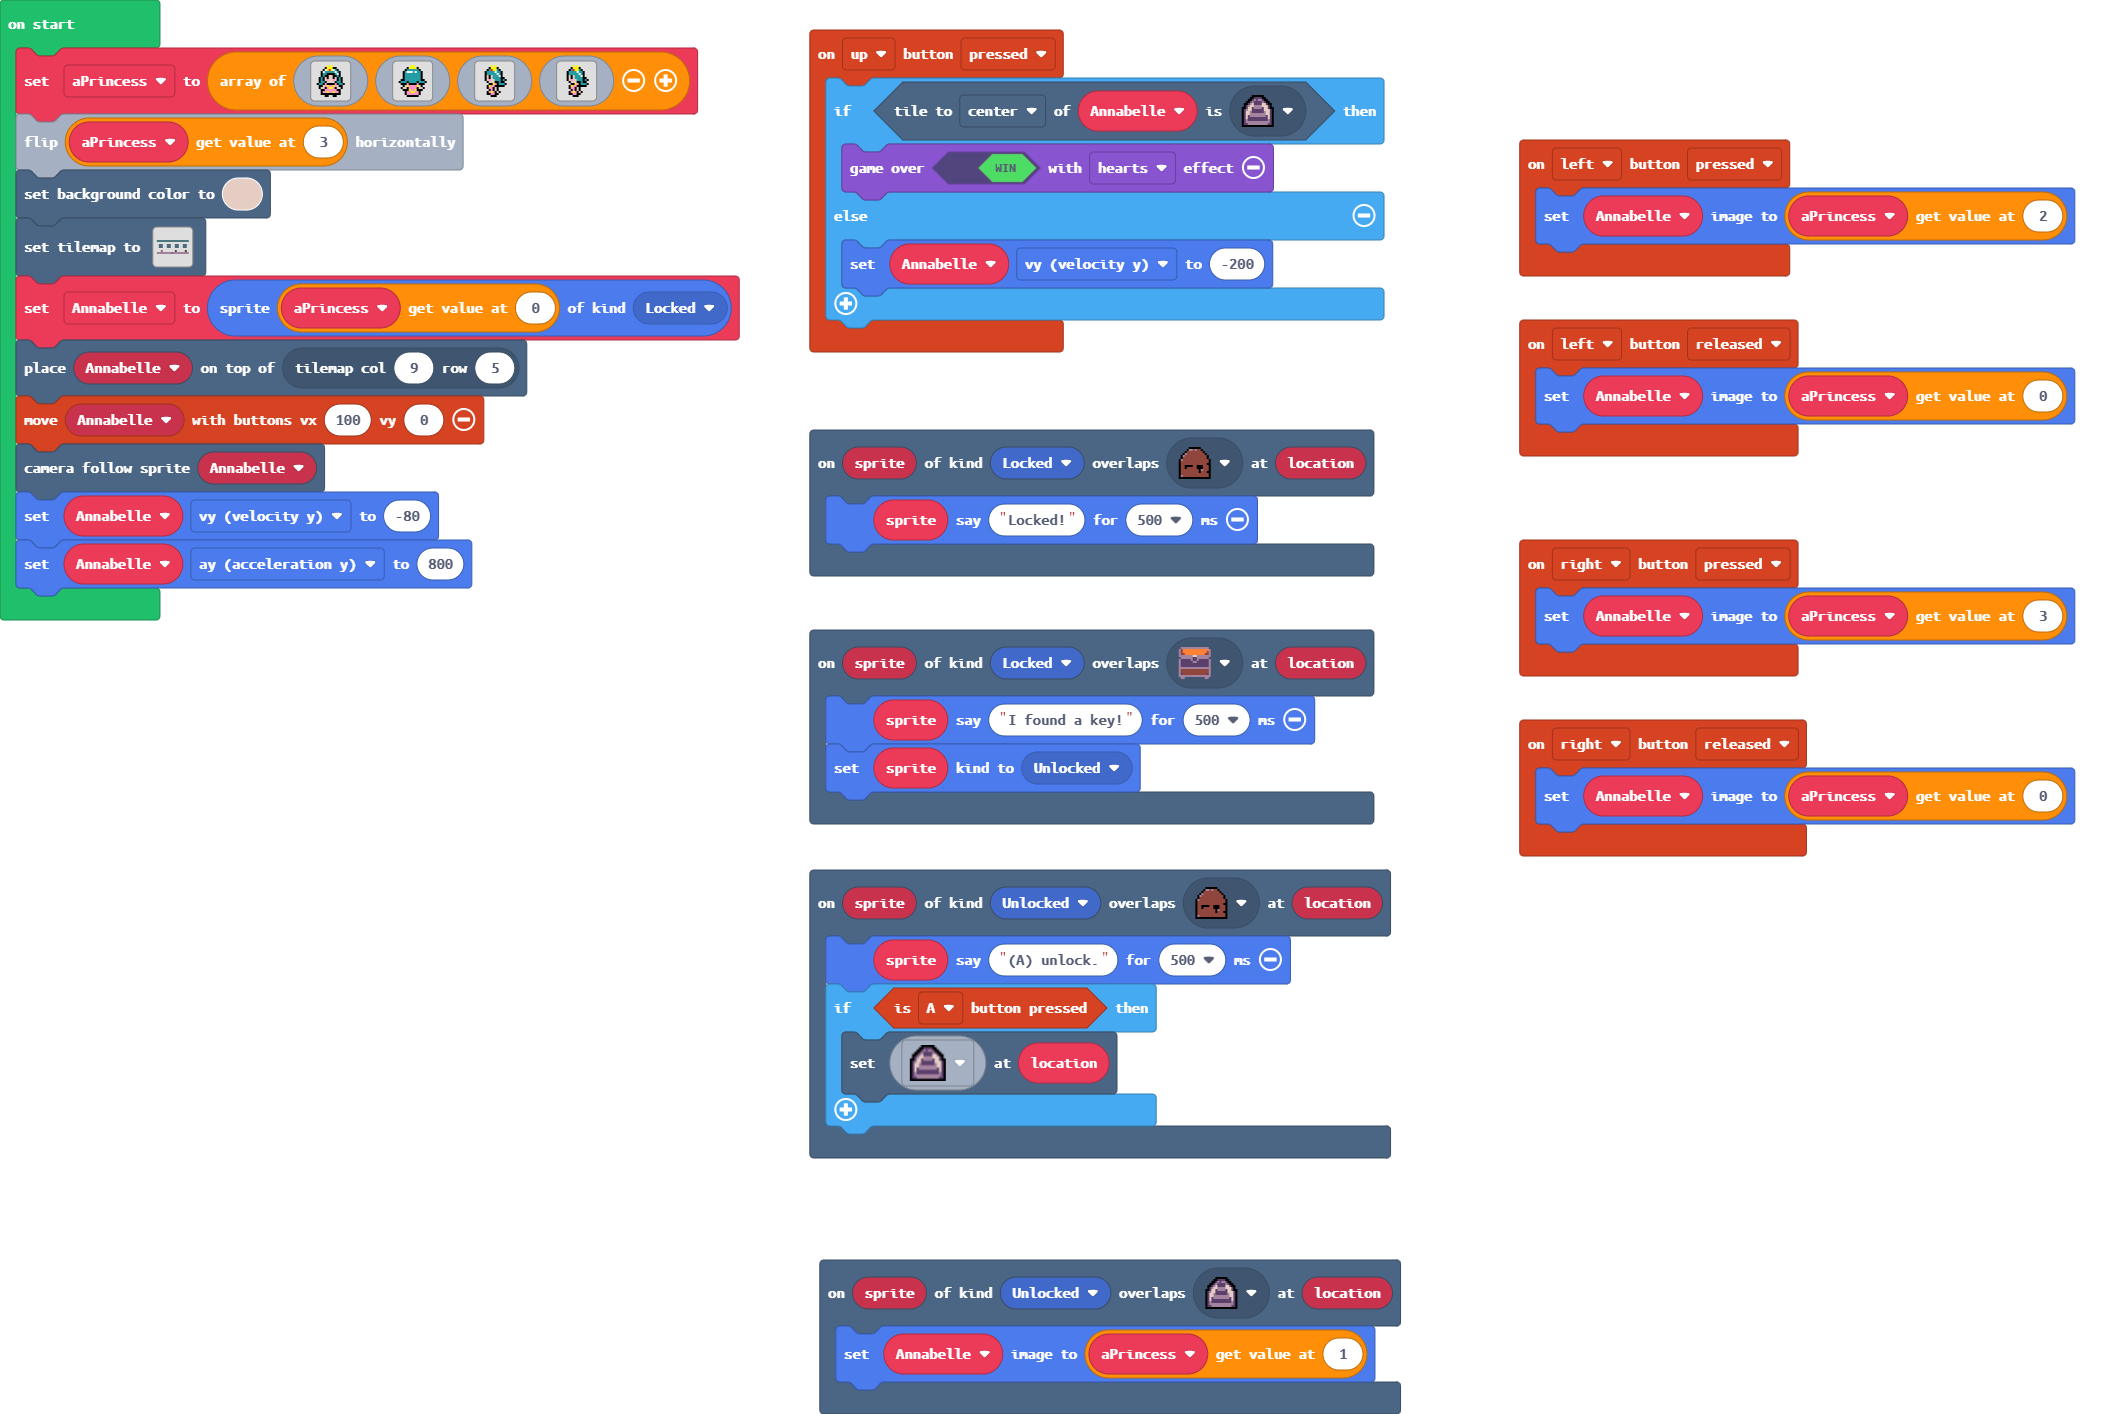 on start
set aPrincess to array of
flip aPrincess get value at 3 horizontally
set background color to
set tilemap to
set Annabelle to sprite aPrincess get value at 0 of kind Locked
place Annabelle on top of tilemap col 9 row 5
move Annabelle with buttons vx 100 vy 0
camera follow sprite Annabelle
set Annabelle vy (velocity y) to -80
set Annabelle ay (acceleration y) to 800
on up button pressed
if tile to center of Annabelle is then
game over WIN with hearts effect
else
set Annabelle vy (velocity y) to -200
on sprite of kind Locked overlaps at location
sprite say "Locked!" for 500 ms
on sprite of kind Locked overlaps at location
sprite say "I found a key!" for 500 ms
set sprite kind to Unlocked
on sprite of kind Unlocked overlaps at location
sprite say "(A) unlock." for 500 ms
if is A button pressed then
set at location
on sprite of kind Unlocked overlaps at location
set Annabelle image to aPrincess get value at 1
on left button pressed
set Annabelle image to aPrincess get value at 2
on left button released
set Annabelle image to aPrincess get value at 0
on right button pressed
set Annabelle image to aPrincess get value at 3
on right button released
set Annabelle image to aPrincess get value at 0